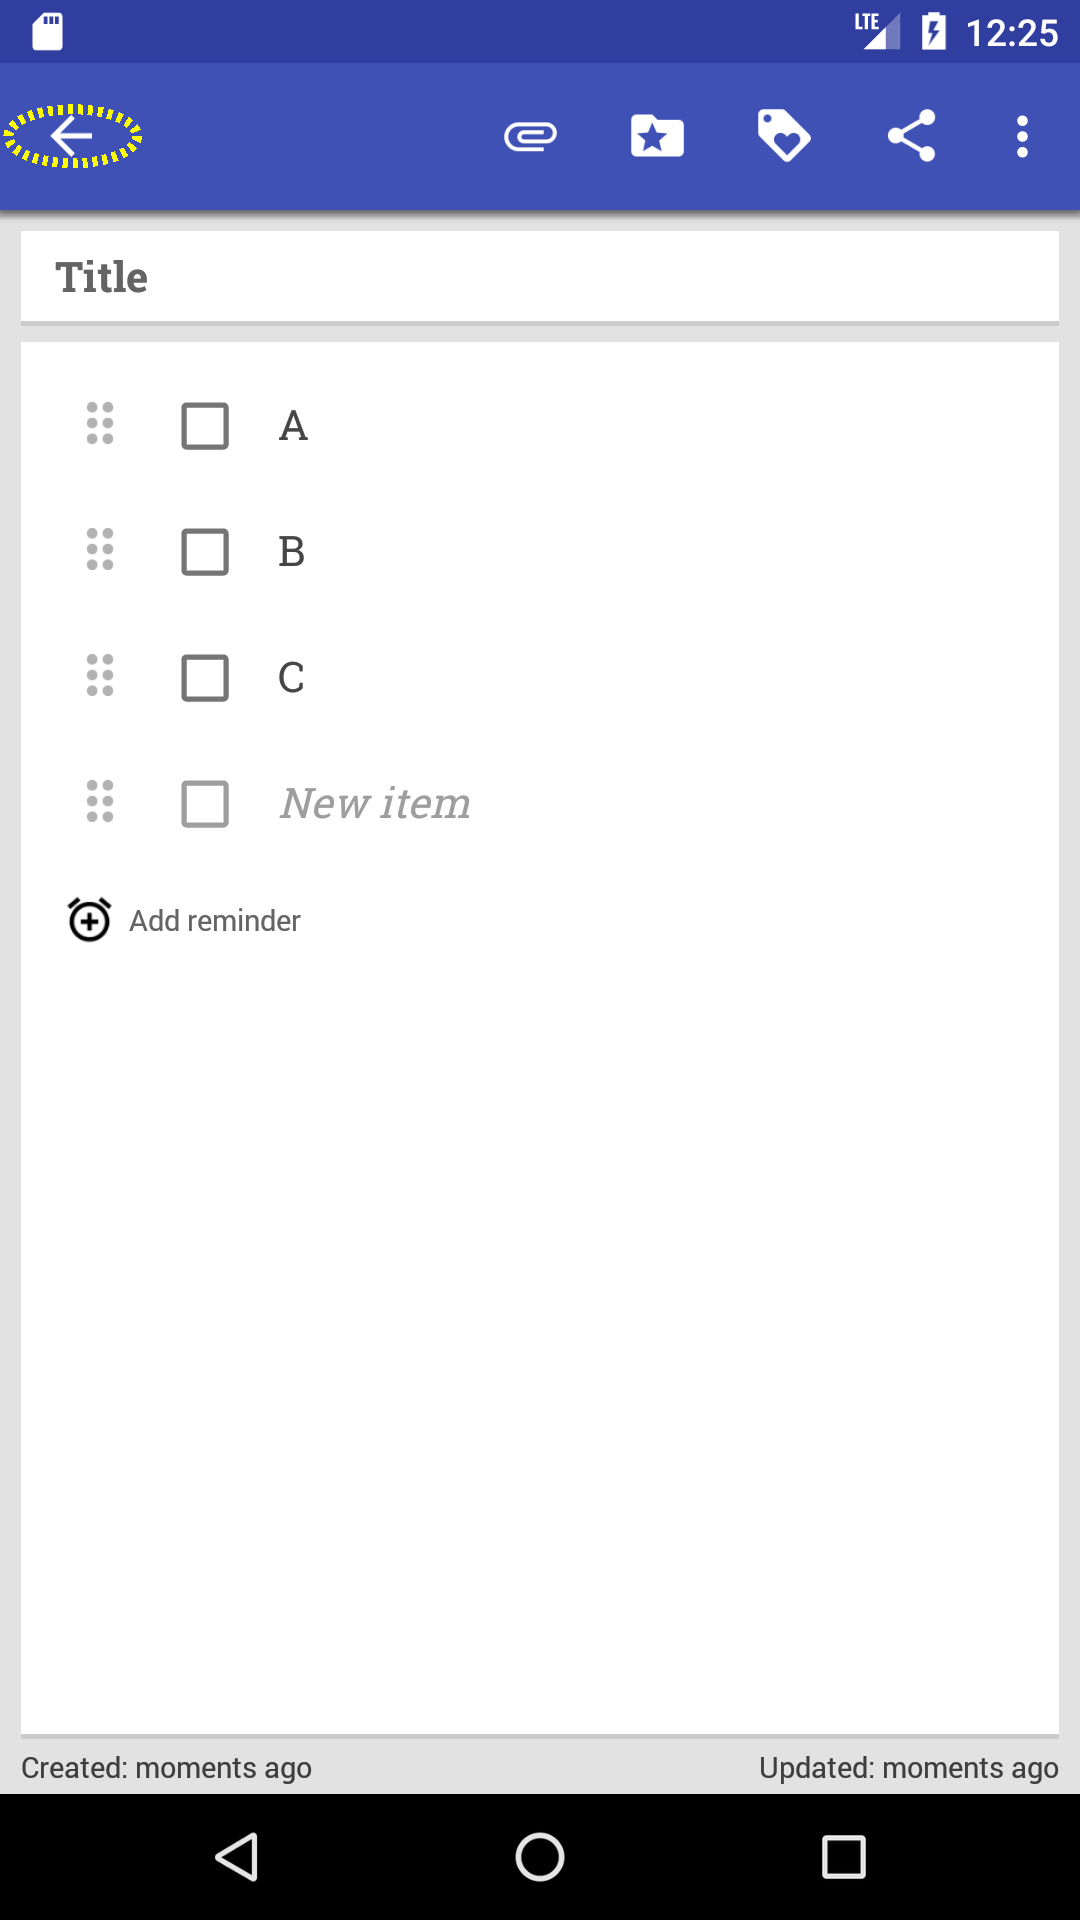 LTE 12:25
Title
A
B
C
New item
Add reminder
Created: moments ago Updated: moments ago